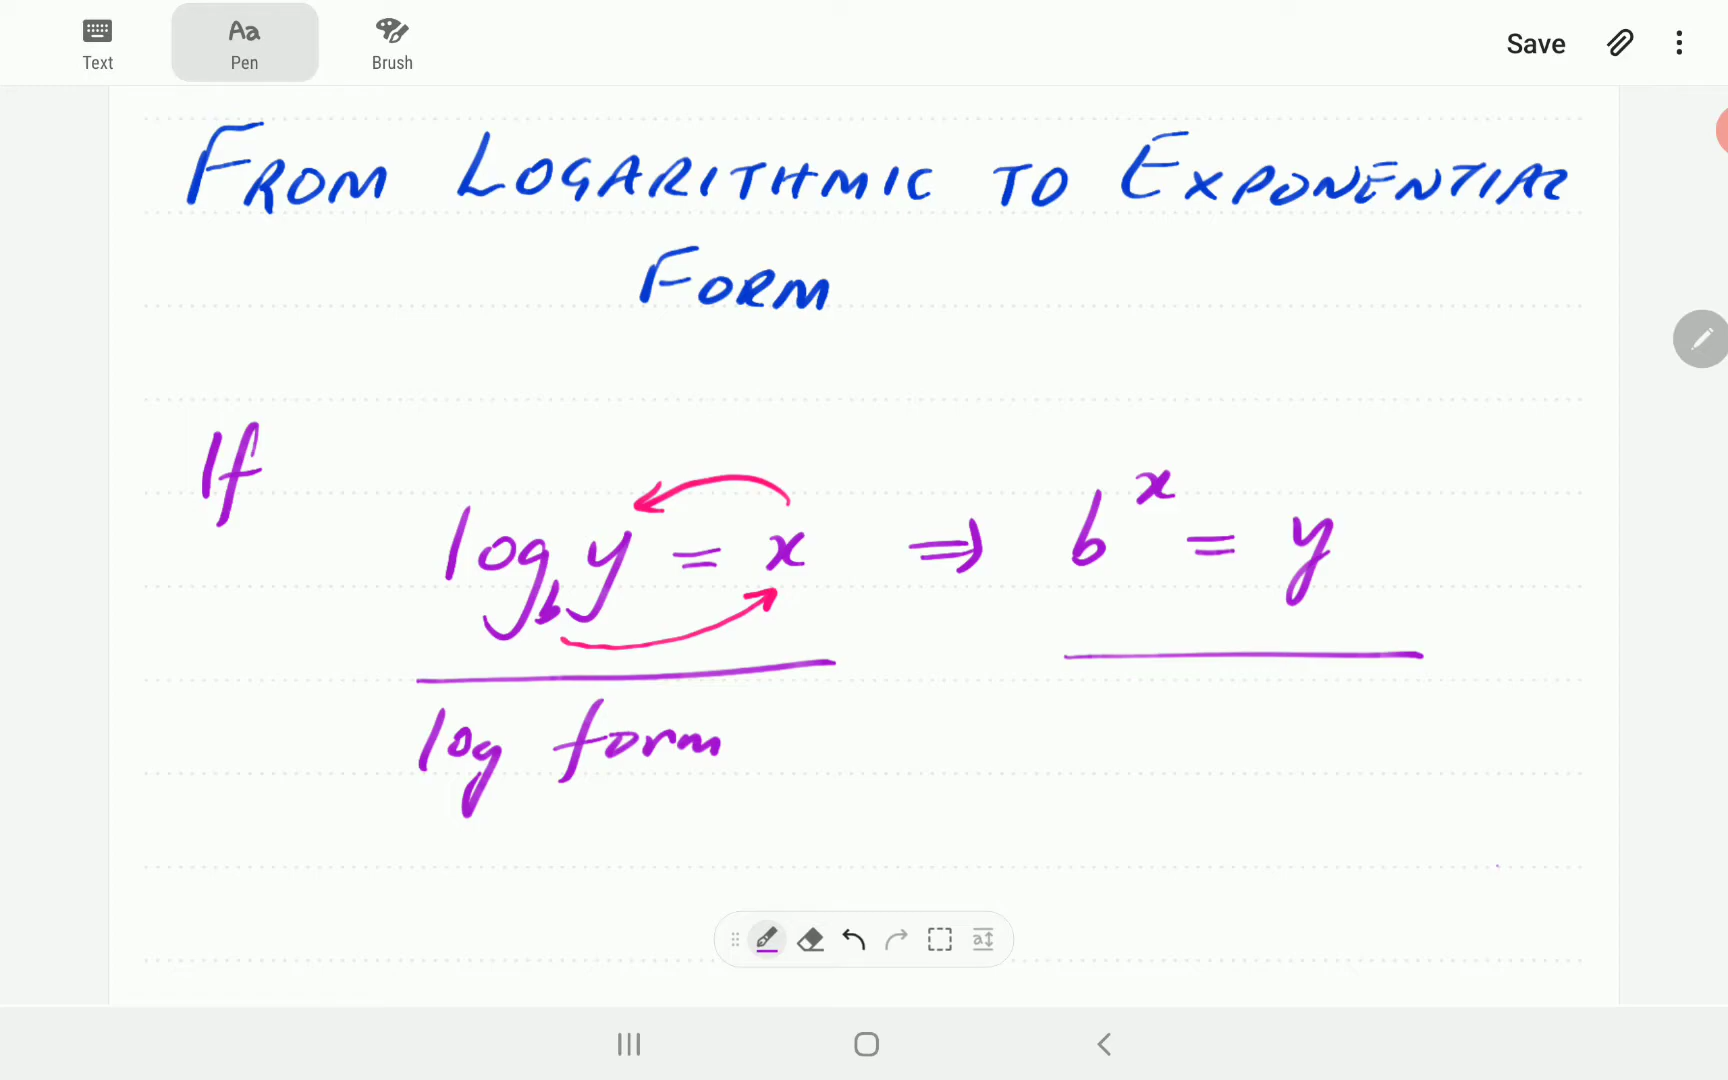 Text Pen Brush Save
FROM LOGARITHMIC TO EXPONENTIAL
FORM
If
log_b y = x ⇒ b^x = y
log form